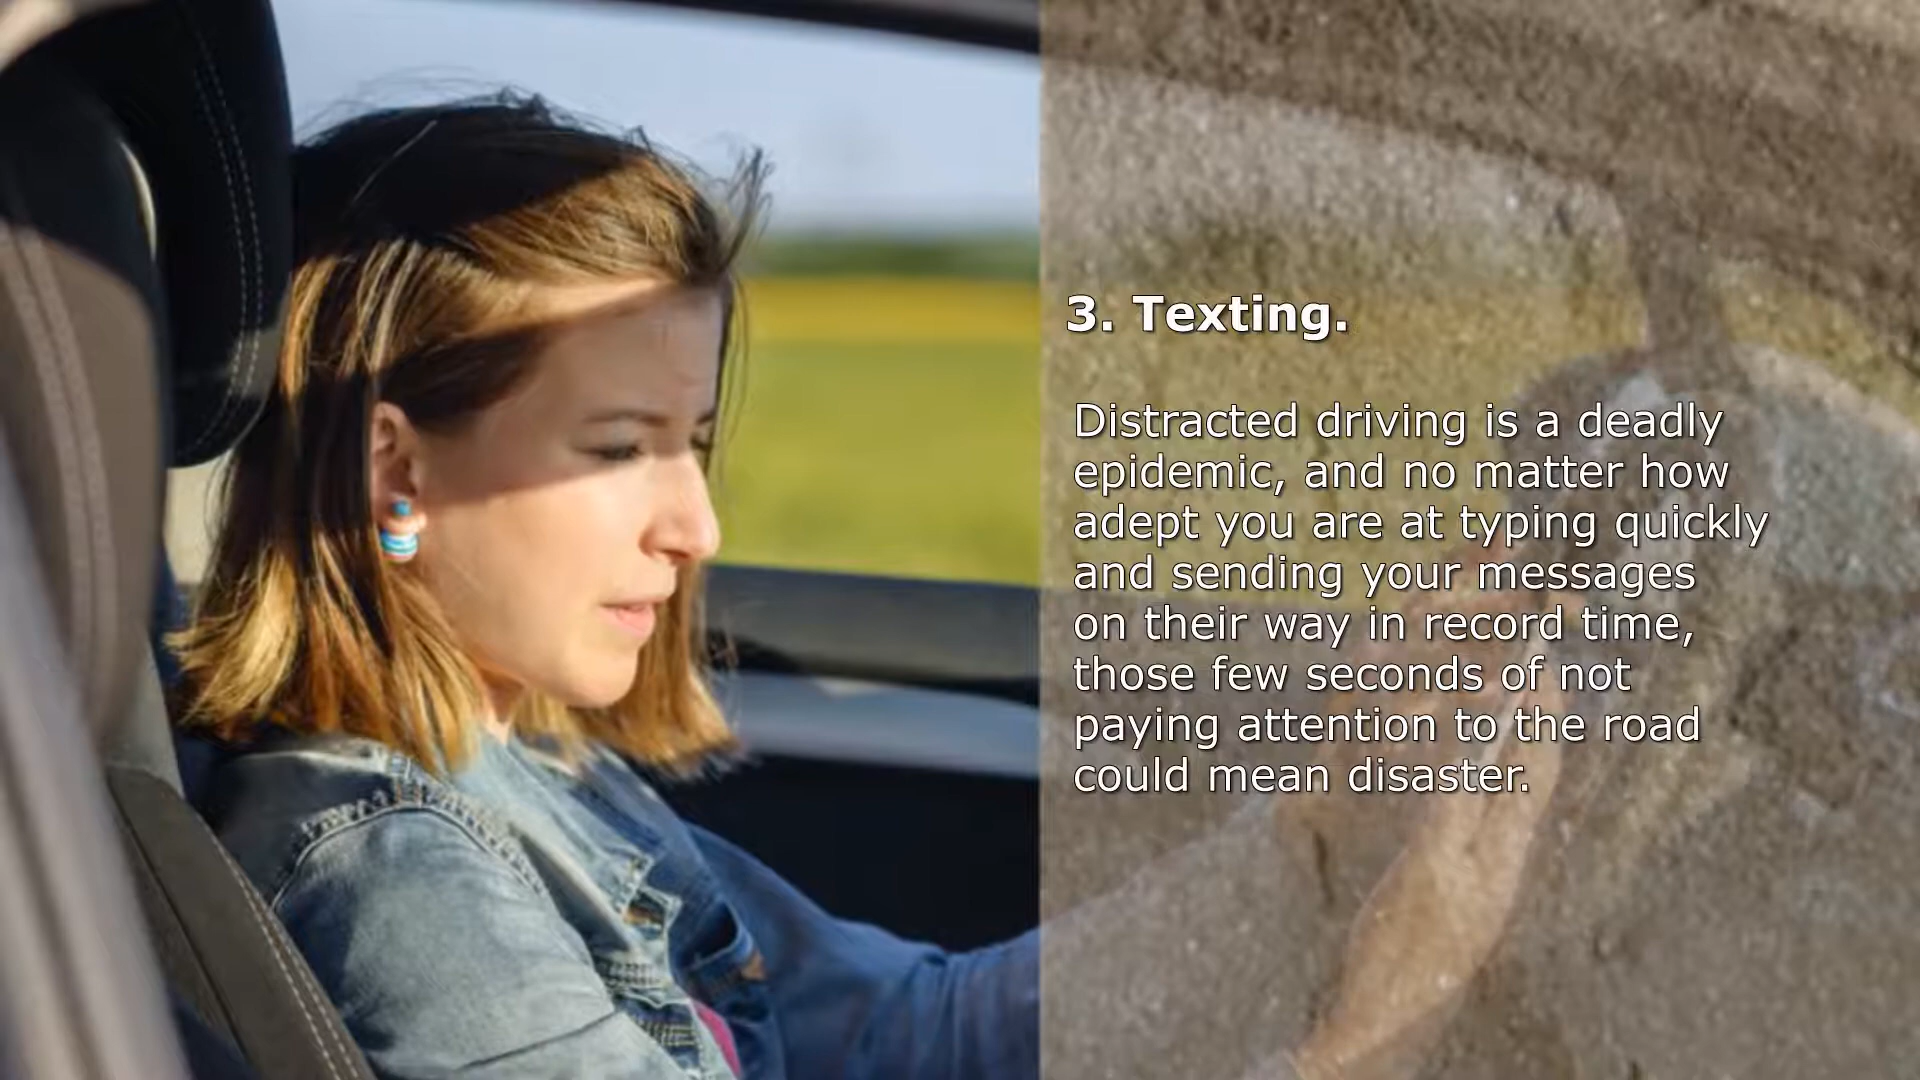 3. Texting.
Distracted driving is a deadly
epidemic, and no matter how
adept you are at typing quickly
and sending your messages
on their way in record time,
those few seconds of not
paying attention to the road
could mean disaster.